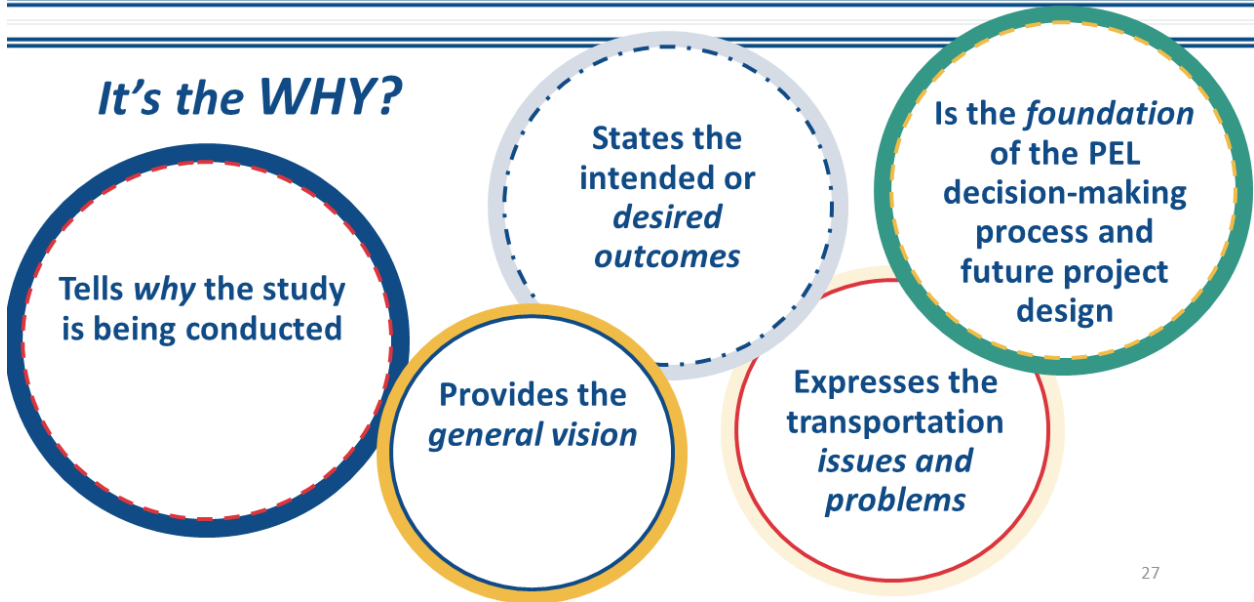 It's the WHY?
Tells why the study
is being conducted
Provides the
general vision
States the
intended or
desired
outcomes
Expresses the
transportation
issues and
problems
Is the foundation
of the PEL
decision-making
process and
future project
design
27